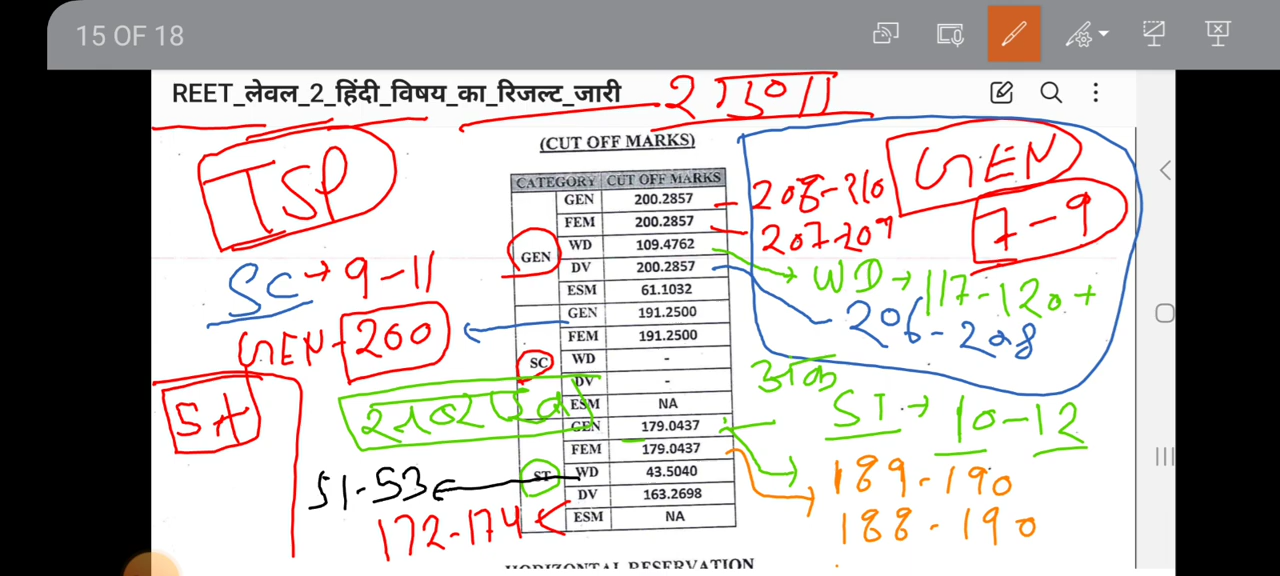 15 OF 18
REET_लेवल_2_हिंदी_विषय_का_रिजल्ट_जारी
2 गुना
TSP
(CUT OFF MARKS)
CATEGORY CUT OFF MARKS
GEN
GEN 200.2857
FEM 200.2857
WD 109.4762
DV 200.2857
ESM 61.1032
SC
GEN 191.2500
FEM 191.2500
WD -
DV -
ESM NA
ST
GEN 179.0437
FEM 179.0437
WD 43.5040
DV 163.2698
ESM NA
208-210
207-209
GEN
7-9
WD → 117-120+
206-208
SC → 9-11
GEN - 200
अंक
ST → 10-12
189-190
188-190
51-53
172-174
HORIZONTAL RESERVATION